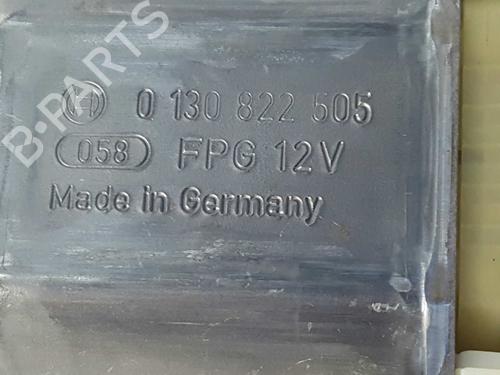 B-PARTS
0 130 822 505
058 FPG 12V
Made in Germany